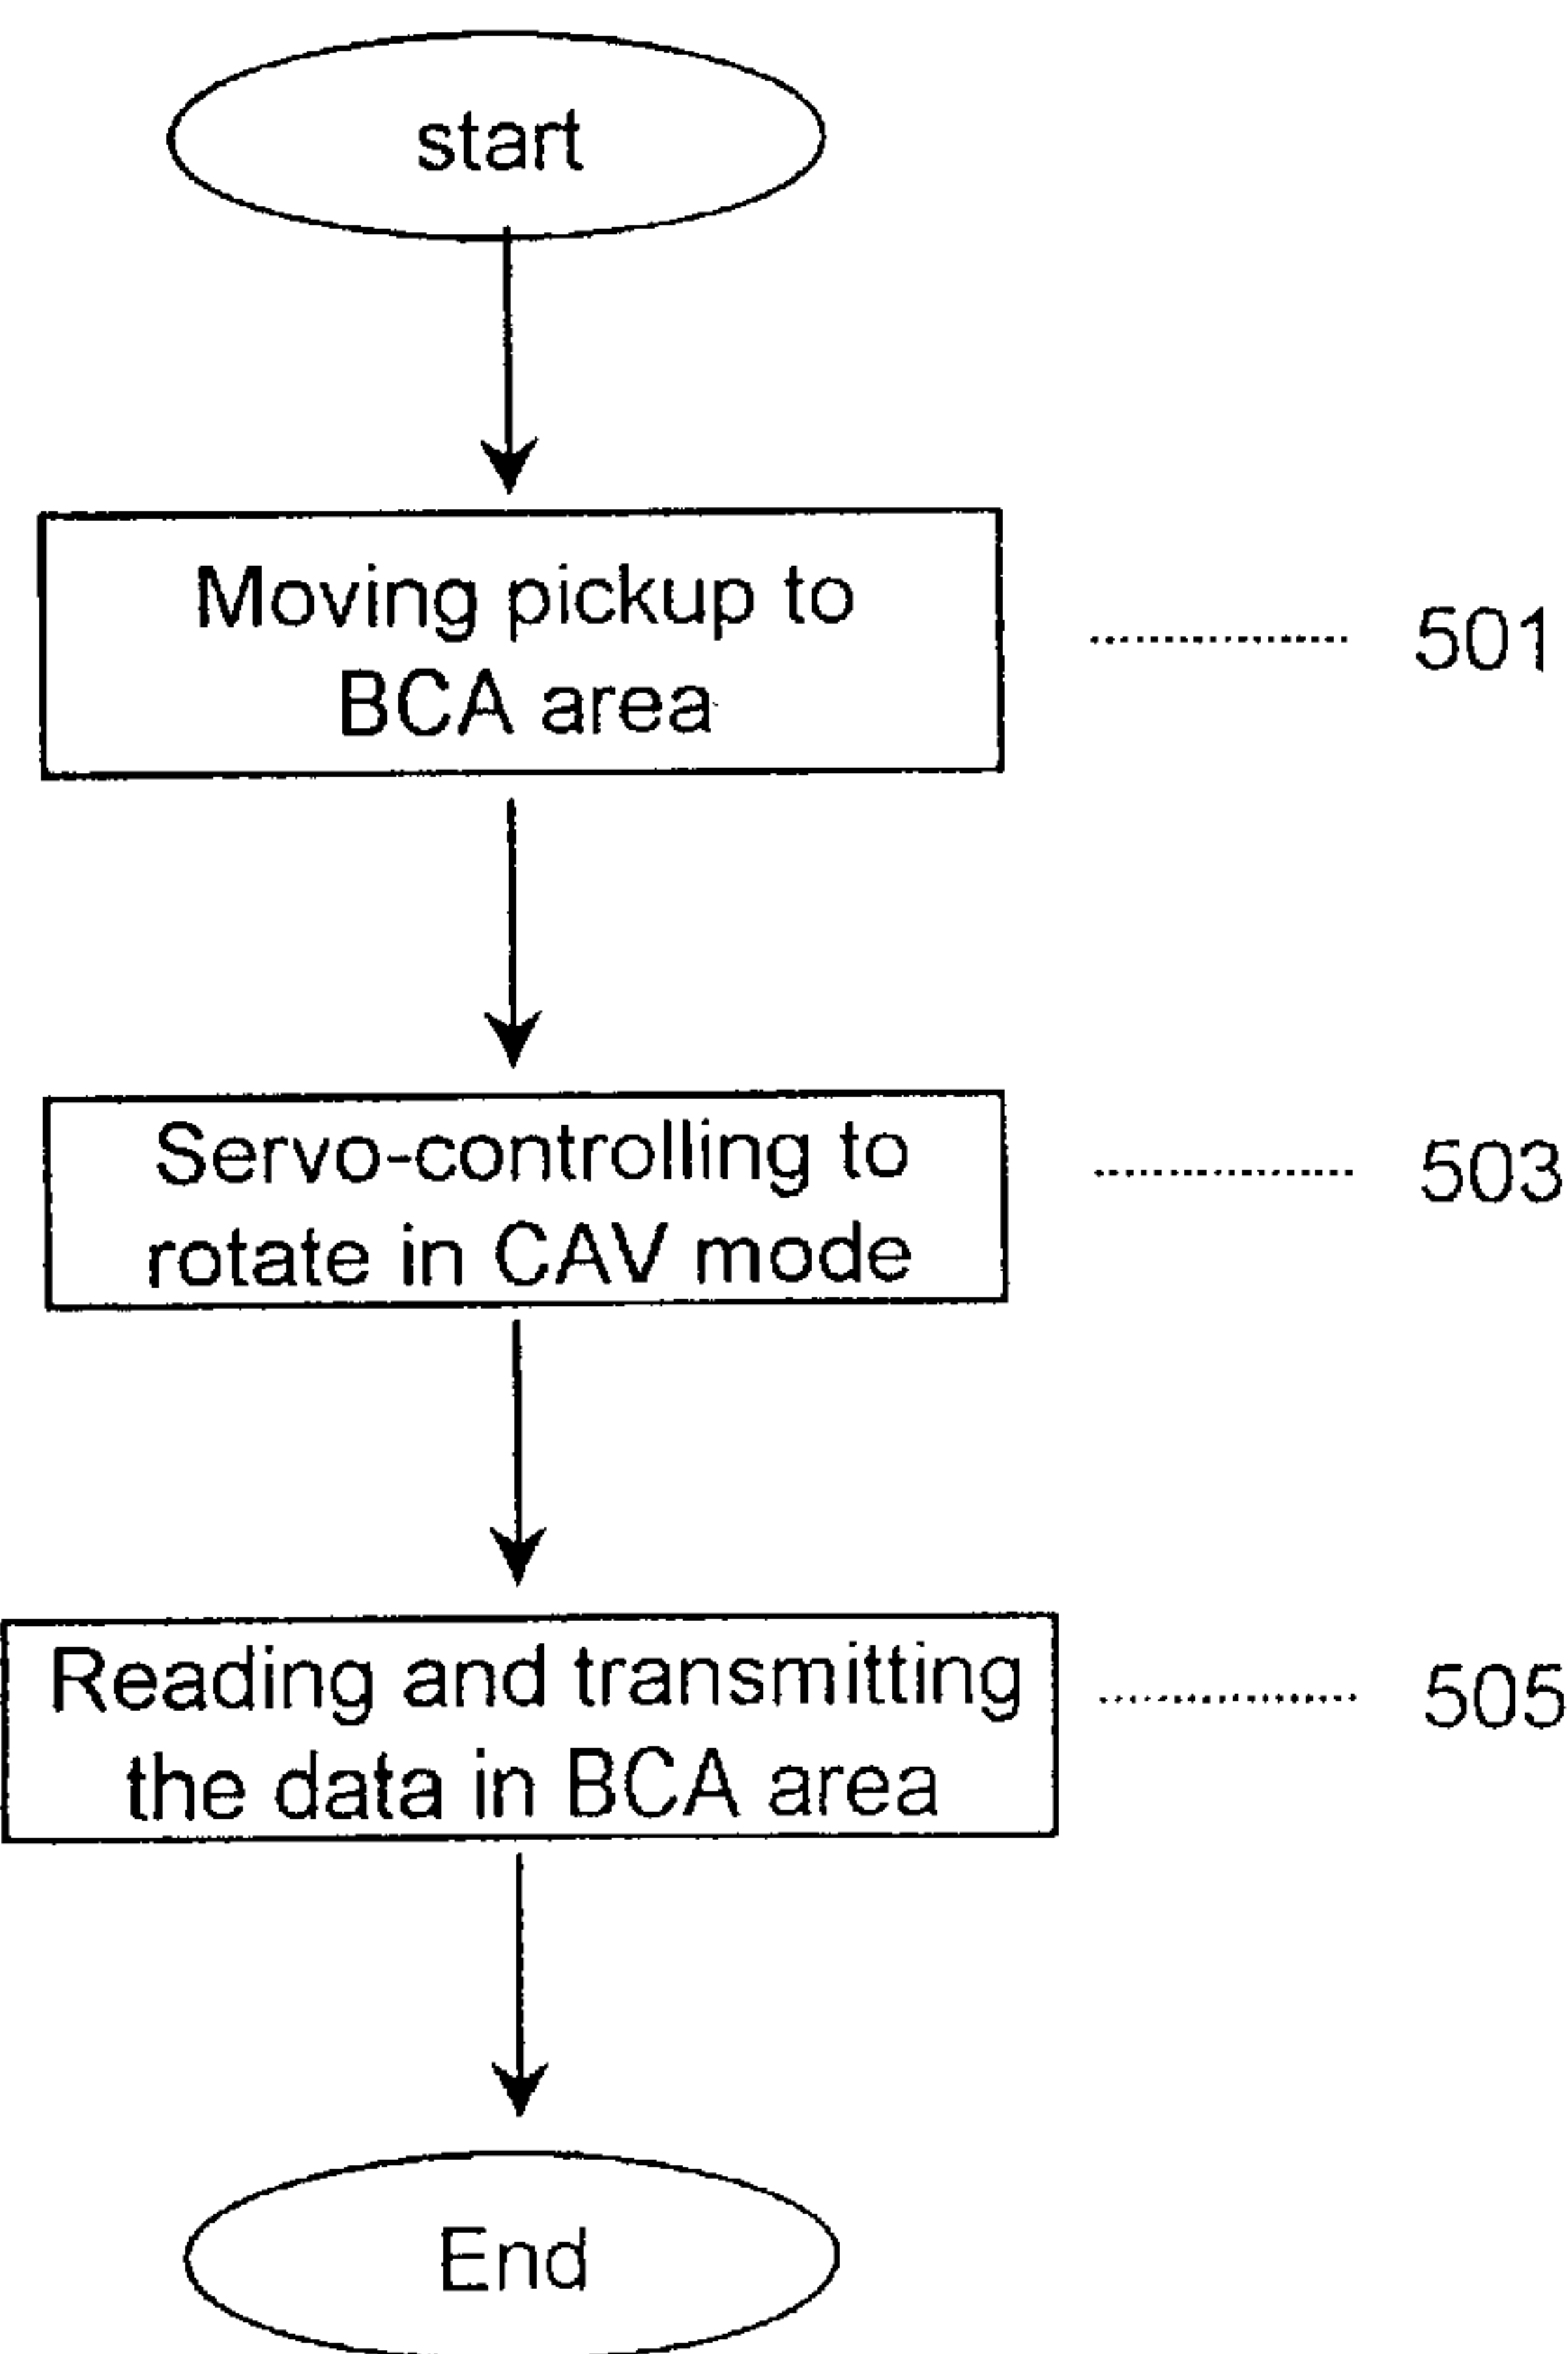 start
Moving pickup to
BCA area
501
Servo-controlling to
rotate in CAV mode
503
Reading and transmitting
the data in BCA area
505
End